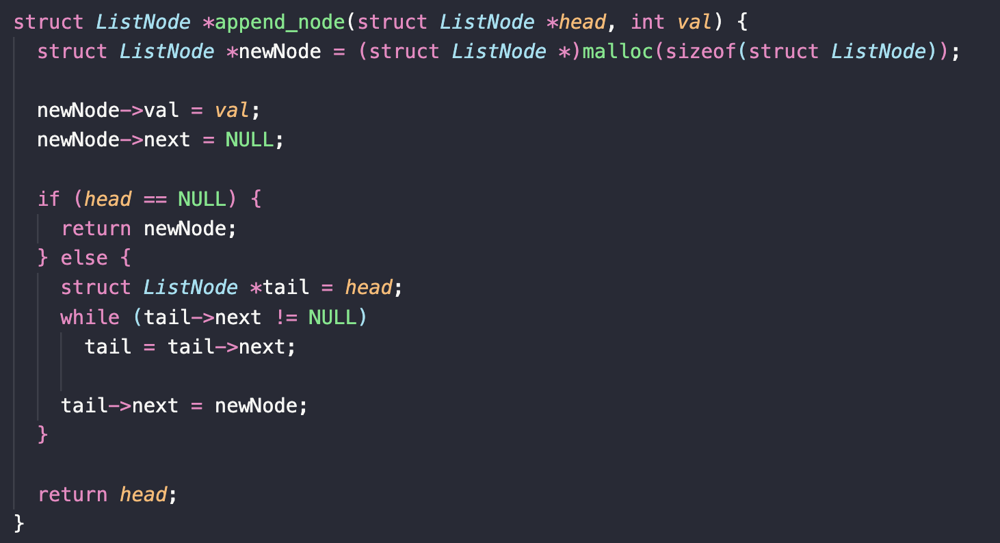 struct ListNode *append_node(struct ListNode *head, int val) {
  struct ListNode *newNode = (struct ListNode *)malloc(sizeof(struct ListNode));
  newNode->val = val;
  newNode->next = NULL;
  if (head == NULL) {
    return newNode;
  } else {
    struct ListNode *tail = head;
    while (tail->next != NULL)
      tail = tail->next;
    tail->next = newNode;
  }
  return head;
}